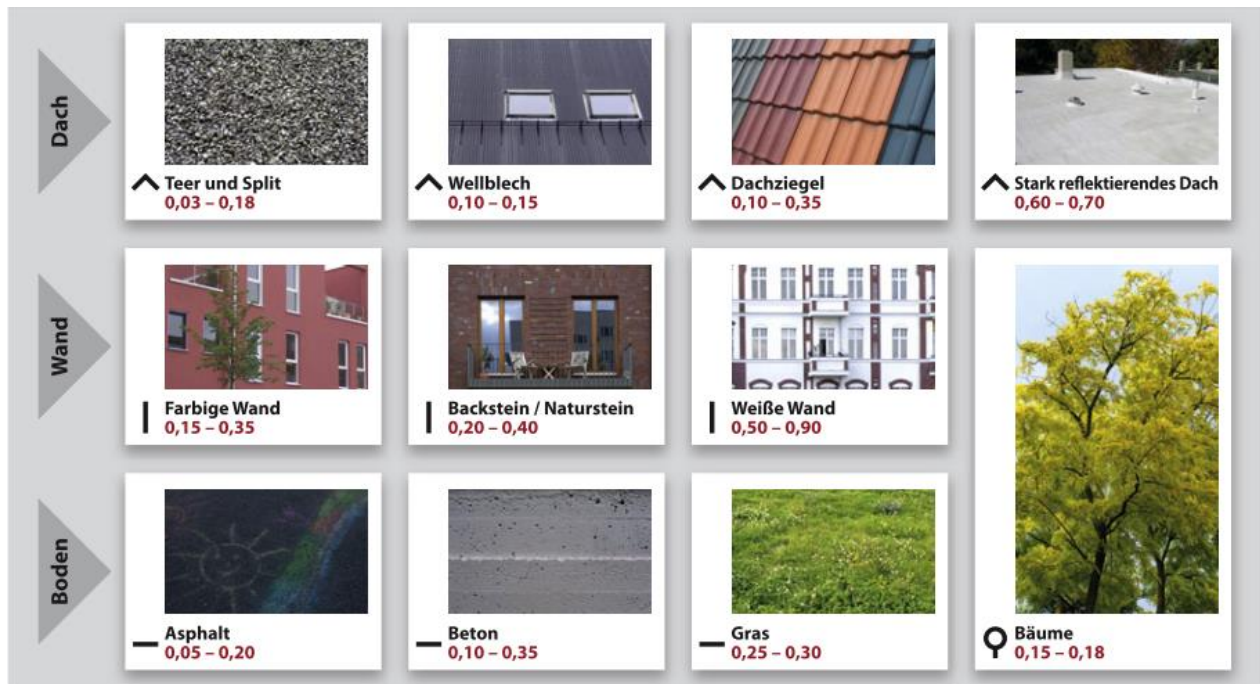 Dach
Teer und Split
0,03 – 0,18
Wellblech
0,10 – 0,15
Dachziegel
0,10 – 0,35
Stark reflektierendes Dach
0,60 – 0,70
Wand
Farbige Wand
0,15 – 0,35
Backstein / Naturstein
0,20 – 0,40
Weiße Wand
0,50 – 0,90
Boden
Asphalt
0,05 – 0,20
Beton
0,10 – 0,35
Gras
0,25 – 0,30
Bäume
0,15 – 0,18